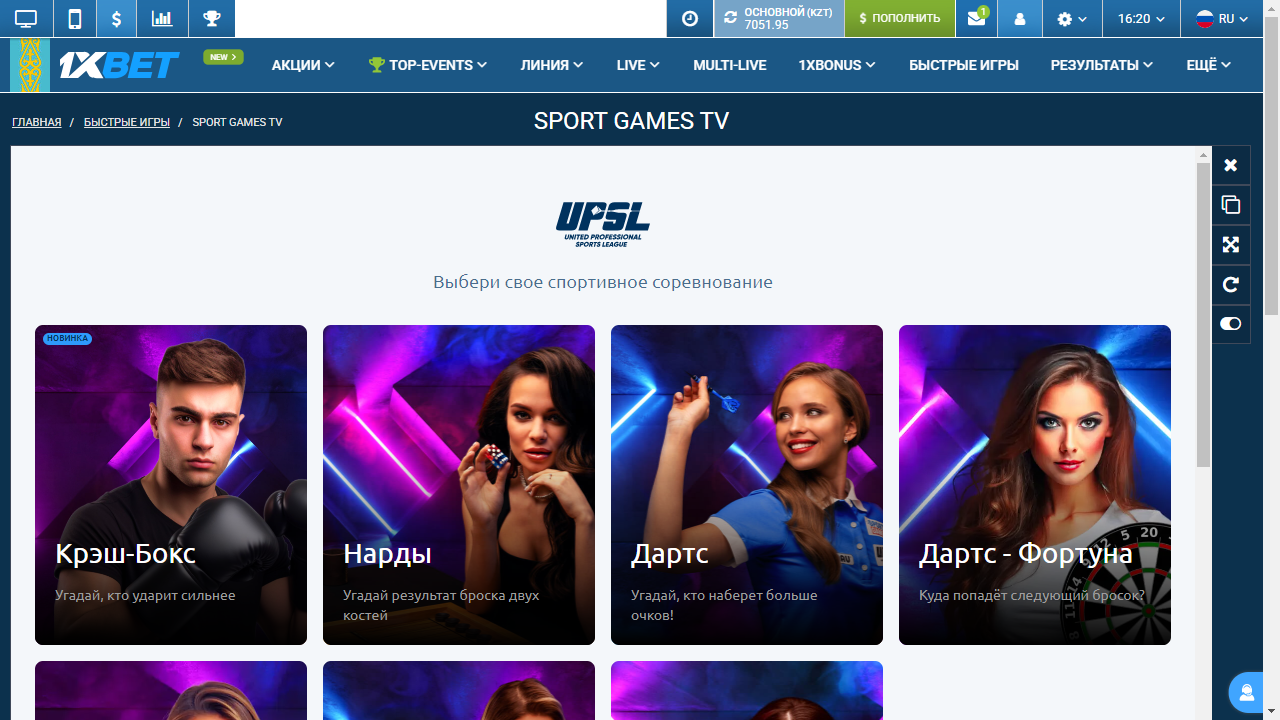 ОСНОВНОЙ (KZT)
7051.95
$ ПОПОЛНИТЬ
1
16:20
RU
1XBET
NEW
АКЦИИ
TOP-EVENTS
ЛИНИЯ
LIVE
MULTI-LIVE
1XBONUS
БЫСТРЫЕ ИГРЫ
РЕЗУЛЬТАТЫ
ЕЩЁ
ГЛАВНАЯ / БЫСТРЫЕ ИГРЫ / SPORT GAMES TV
SPORT GAMES TV
UPSL
UNITED PROFESSIONAL
SPORTS LEAGUE
Выбери свое спортивное соревнование
НОВИНКА
Крэш-Бокс
Угадай, кто ударит сильнее
Нарды
Угадай результат броска двух
костей
Дартс
Угадай, кто наберет больше
очков!
Дартс - Фортуна
Куда попадёт следующий бросок?